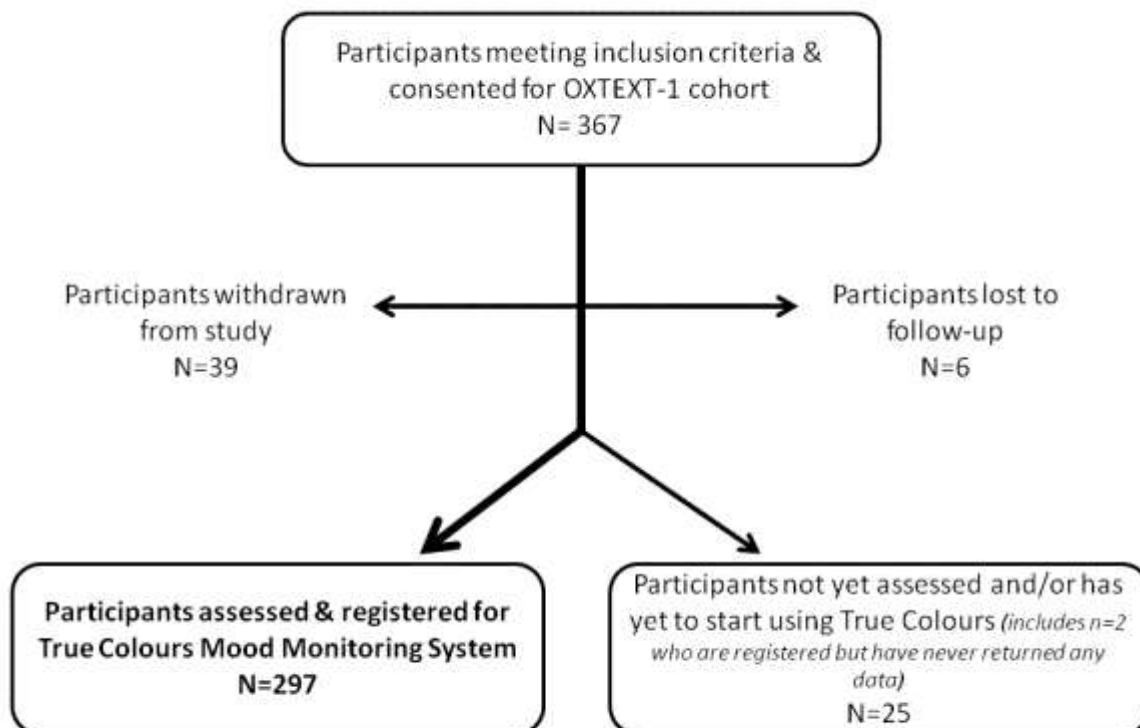 Participants meeting inclusion criteria &
consented for OXTEXT-1 cohort
N= 367
Participants withdrawn
from study
N=39
Participants lost to
follow-up
N=6
Participants assessed & registered for
True Colours Mood Monitoring System
N=297
Participants not yet assessed and/or has
yet to start using True Colours (includes n=2
who are registered but have never returned any
data)
N=25